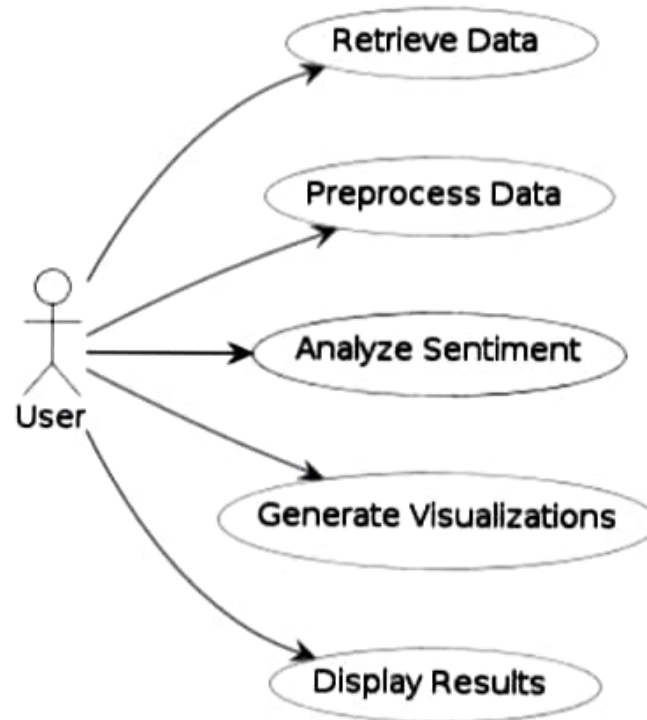 Retrieve Data
Preprocess Data
Analyze Sentiment
User
Generate Visualizations
Display Results